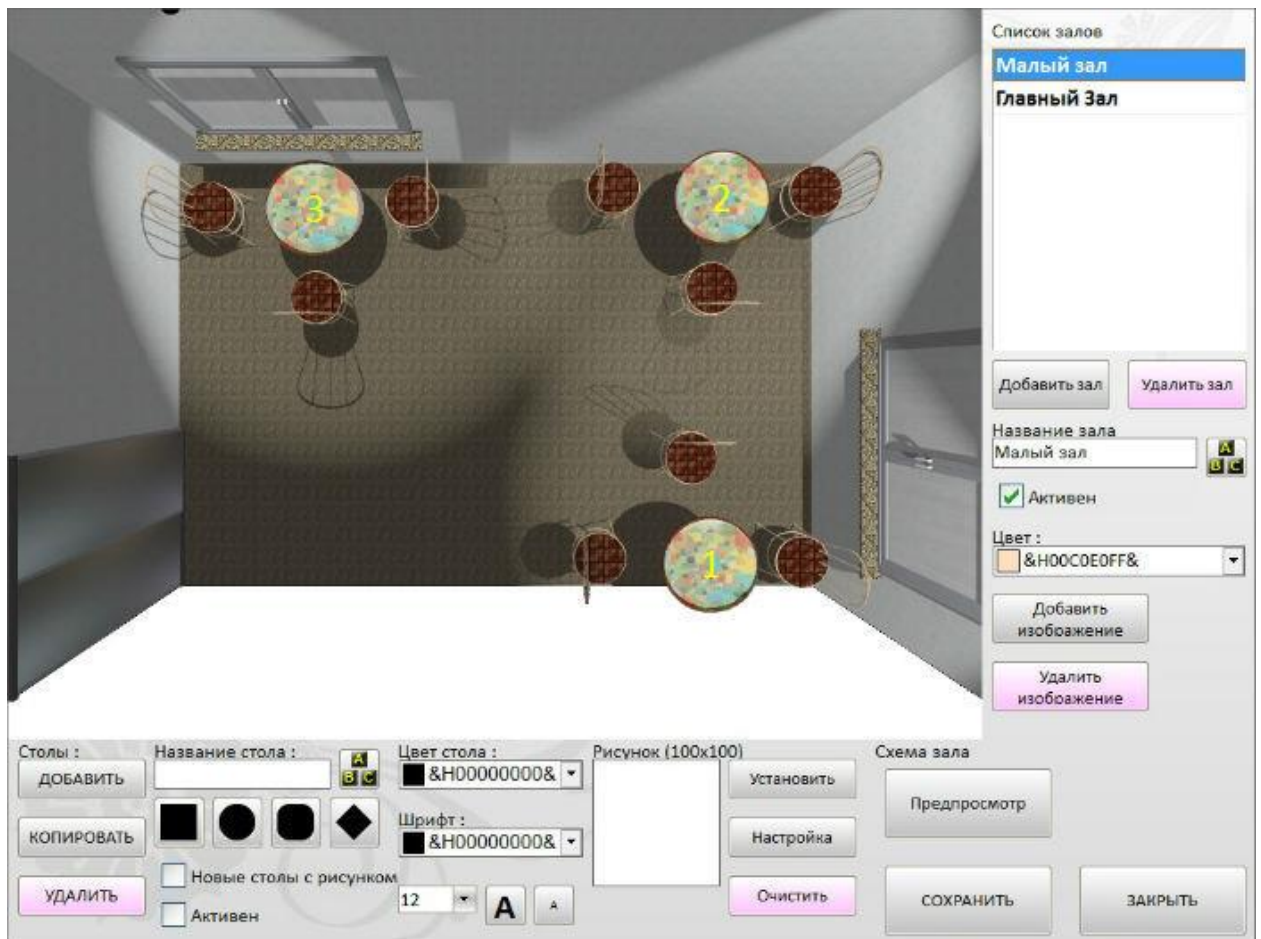 Список залов
Малый зал
Главный Зал
3
2
1
Добавить зал
Удалить зал
Название зала
Малый зал
A
B C
Активен
Цвет :
&H00C0E0FF&
Добавить
изображение
Удалить
изображение
Столы :
Название стола :
Цвет стола :
Рисунок (100x100)
Схема зала
ДОБАВИТЬ
A
B C
&H00000000&
Установить
Предпросмотр
КОПИРОВАТЬ
Шрифт :
&H00000000&
Настройка
УДАЛИТЬ
Новые столы с рисунком
Активен
12
A
A
Очистить
СОХРАНИТЬ
ЗАКРЫТЬ